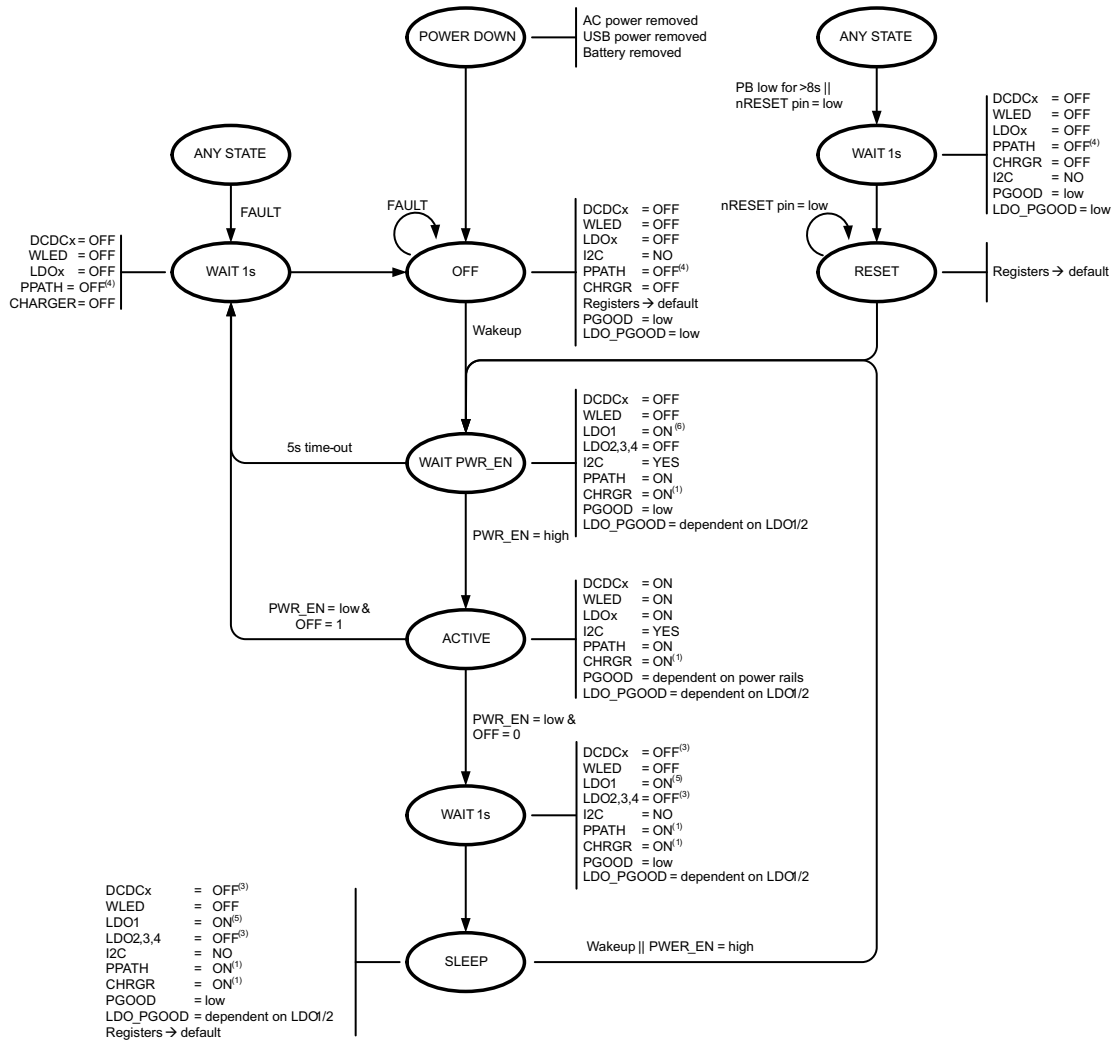 POWER DOWN
AC power removed
USB power removed
Battery removed
ANY STATE
PB low for >8s ||
nRESET pin = low
WAIT 1s
DCDCx = OFF
WLED = OFF
LDOx = OFF
PPATH = OFF(4)
CHRGR = OFF
I2C = NO
PGOOD = low
LDO_PGOOD = low
ANY STATE
FAULT
DCDCx = OFF
WLED = OFF
LDOx = OFF
PPATH = OFF(4)
CHARGER = OFF
WAIT 1s
FAULT
OFF
DCDCx = OFF
WLED = OFF
LDOx = OFF
I2C = NO
PPATH = OFF(4)
CHRGR = OFF
Registers → default
PGOOD = low
LDO_PGOOD = low
nRESET pin = low
RESET
Registers → default
Wakeup
5s time-out
WAIT PWR_EN
DCDCx = OFF
WLED = OFF
LDO1 = ON(6)
LDO2,3,4 = OFF
I2C = YES
PPATH = ON
CHRGR = ON(1)
PGOOD = low
LDO_PGOOD = dependent on LDO1/2
PWR_EN = high
PWR_EN = low &
OFF = 1
ACTIVE
DCDCx = ON
WLED = ON
LDOx = ON
I2C = YES
PPATH = ON
CHRGR = ON(1)
PGOOD = dependent on power rails
LDO_PGOOD = dependent on LDO1/2
PWR_EN = low &
OFF = 0
WAIT 1s
DCDCx = OFF(3)
WLED = OFF
LDO1 = ON(5)
LDO2,3,4 = OFF(3)
I2C = NO
PPATH = ON(1)
CHRGR = ON(1)
PGOOD = low
LDO_PGOOD = dependent on LDO1/2
DCDCx = OFF(3)
WLED = OFF
LDO1 = ON(5)
LDO2,3,4 = OFF(3)
I2C = NO
PPATH = ON(1)
CHRGR = ON(1)
PGOOD = low
LDO_PGOOD = dependent on LDO1/2
Registers → default
SLEEP
Wakeup || PWER_EN = high